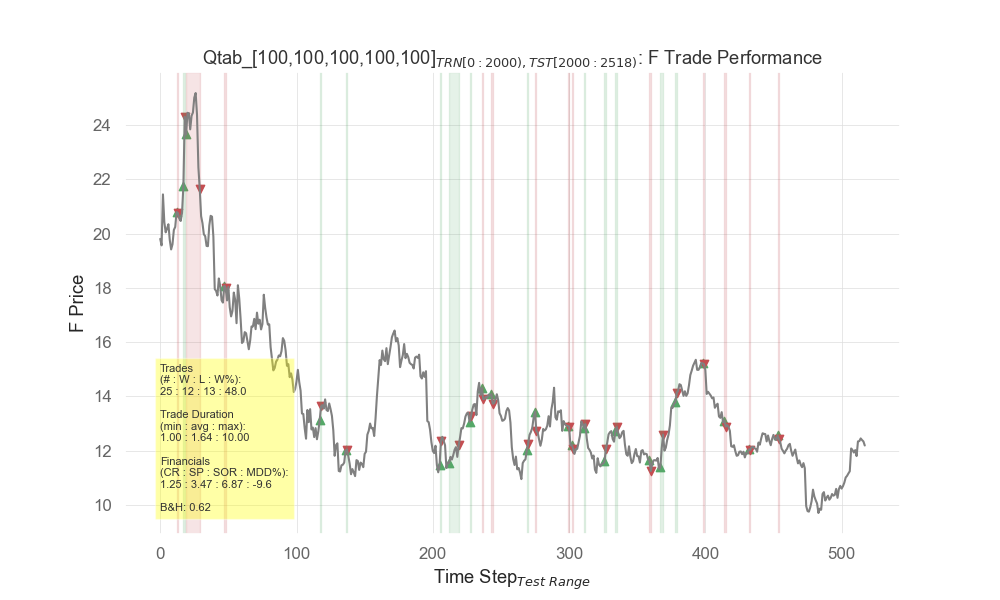 Qtab_[100,100,100,100,100]TRN[0 : 2000), TST[2000 : 2518): F Trade Performance
F Price
24
22
20
18
16
14
12
10
Trades
(# : W : L : W%):
25 : 12 : 13 : 48.0
Trade Duration
(min : avg : max):
1.00 : 1.64 : 10.00
Financials
(CR : SP : SOR : MDD%):
1.25 : 3.47 : 6.87 : -9.6
B&H: 0.62
0 100 200 300 400 500
Time Step Test Range